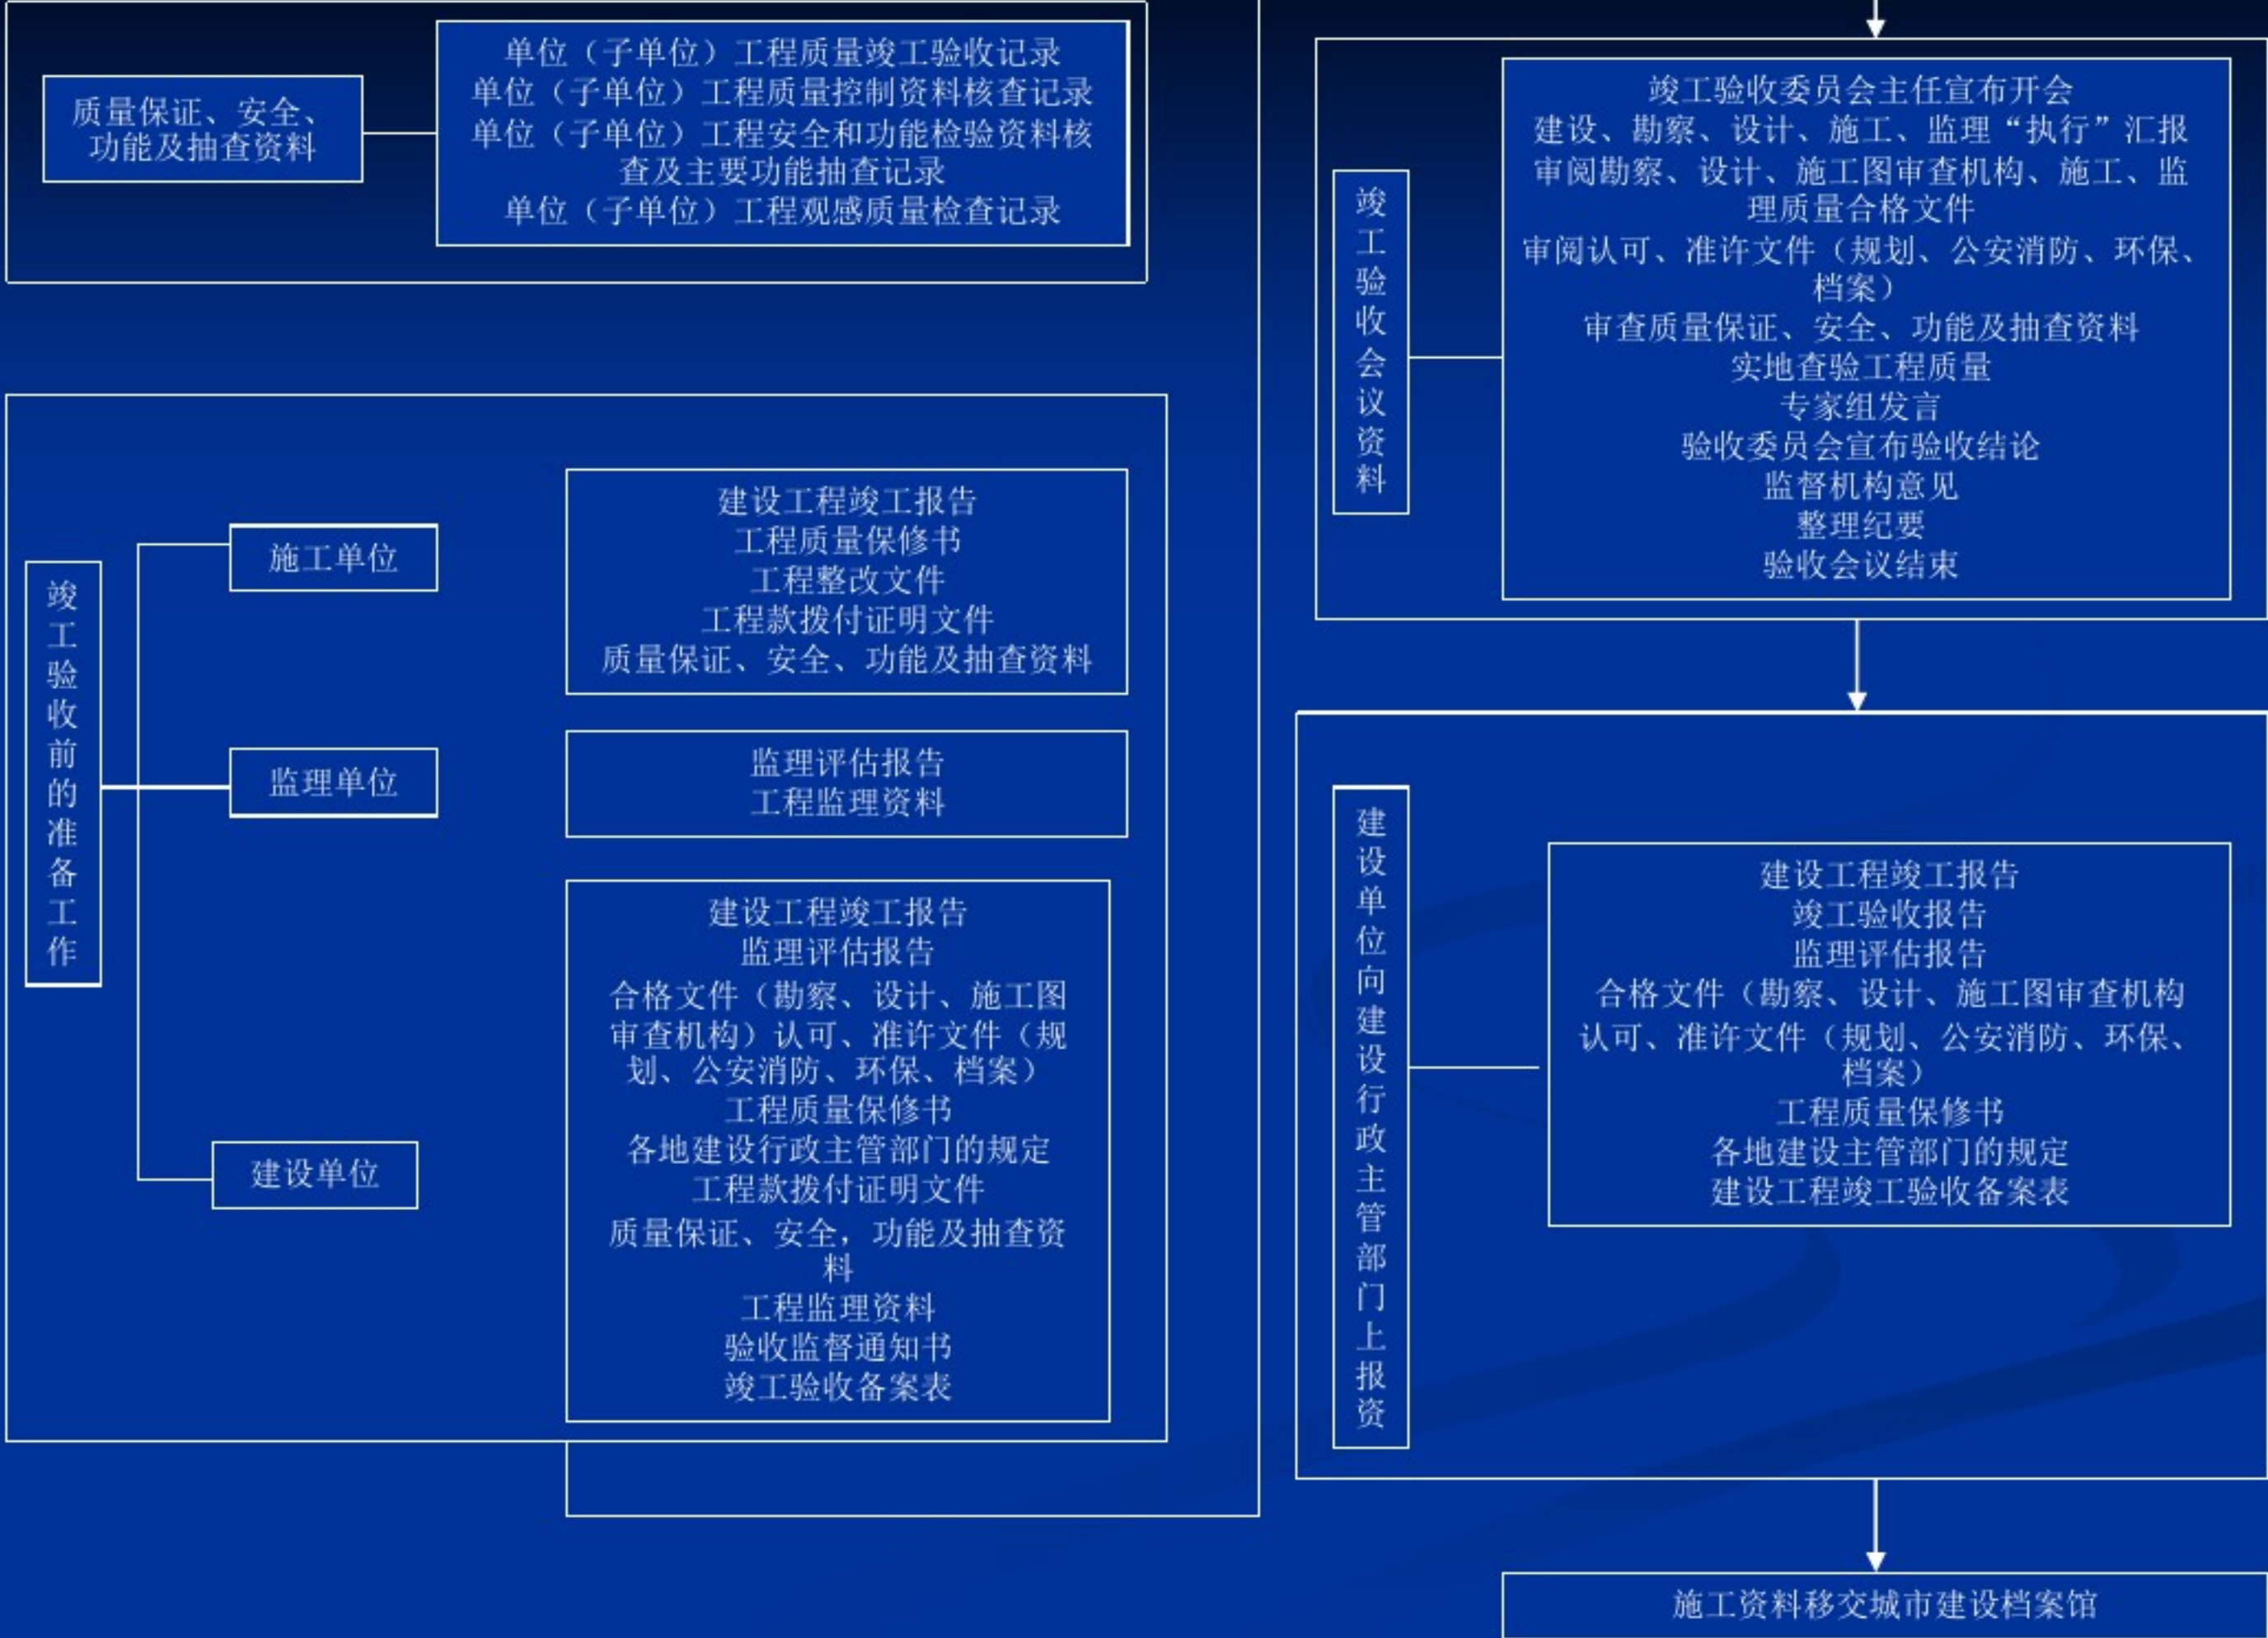 质量保证、安全、
功能及抽查资料
单位（子单位）工程质量竣工验收记录
单位（子单位）工程质量控制资料核查记录
单位（子单位）工程安全和功能检验资料核
查及主要功能抽查记录
单位（子单位）工程观感质量检查记录
竣工验收前的准备工作
施工单位
建设工程竣工报告
工程质量保修书
工程整改文件
工程款拨付证明文件
质量保证、安全、功能及抽查资料
监理单位
监理评估报告
工程监理资料
建设单位
建设工程竣工报告
监理评估报告
合格文件（勘察、设计、施工图
审查机构）认可、准许文件（规
划、公安消防、环保、档案）
工程质量保修书
各地建设行政主管部门的规定
工程款拨付证明文件
质量保证、安全，功能及抽查资
料
工程监理资料
验收监督通知书
竣工验收备案表
竣工验收会议资料
竣工验收委员会主任宣布开会
建设、勘察、设计、施工、监理“执行”汇报
审阅勘察、设计、施工图审查机构、施工、监
理质量合格文件
审阅认可、准许文件（规划、公安消防、环保、
档案）
审查质量保证、安全、功能及抽查资料
实地查验工程质量
专家组发言
验收委员会宣布验收结论
监督机构意见
整理纪要
验收会议结束
建设单位向建设行政主管部门上报资
建设工程竣工报告
竣工验收报告
监理评估报告
合格文件（勘察、设计、施工图审查机构
认可、准许文件（规划、公安消防、环保、
档案）
工程质量保修书
各地建设主管部门的规定
建设工程竣工验收备案表
施工资料移交城市建设档案馆